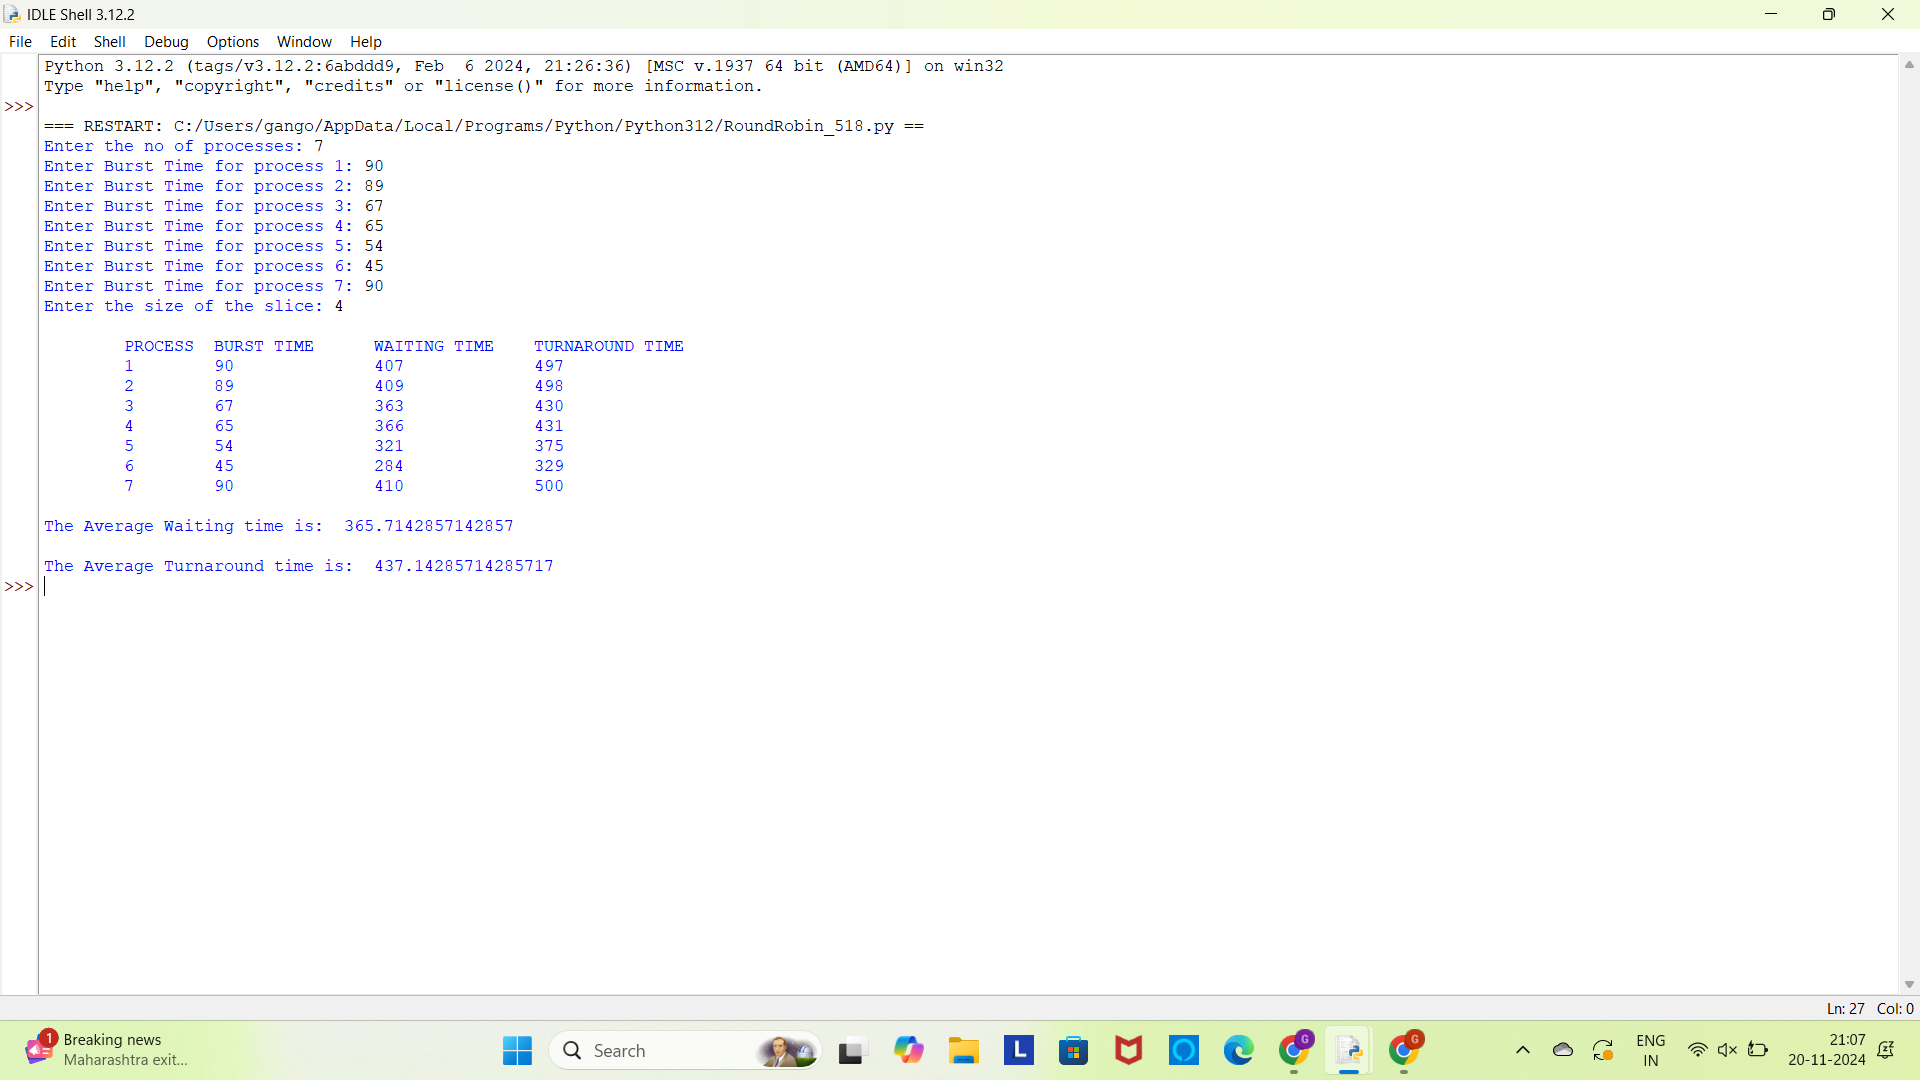 IDLE Shell 3.12.2
File Edit Shell Debug Options Window Help
Python 3.12.2 (tags/v3.12.2:6abddd9, Feb  6 2024, 21:26:36) [MSC v.1937 64 bit (AMD64)] on win32
Type "help", "copyright", "credits" or "license()" for more information.
>>>
=== RESTART: C:/Users/gango/AppData/Local/Programs/Python/Python312/RoundRobin_518.py ==
Enter the no of processes: 7
Enter Burst Time for process 1: 90
Enter Burst Time for process 2: 89
Enter Burst Time for process 3: 67
Enter Burst Time for process 4: 65
Enter Burst Time for process 5: 54
Enter Burst Time for process 6: 45
Enter Burst Time for process 7: 90
Enter the size of the slice: 4
PROCESS BURST TIME WAITING TIME TURNAROUND TIME
1 90 407 497
2 89 409 498
3 67 363 430
4 65 366 431
5 54 321 375
6 45 284 329
7 90 410 500
The Average Waiting time is:  365.7142857142857
The Average Turnaround time is:  437.14285714285717
>>>
Ln: 27 Col: 0
1 Breaking news
Maharashtra exit...
Search
L
G
G
ENG
IN
21:07
20-11-2024